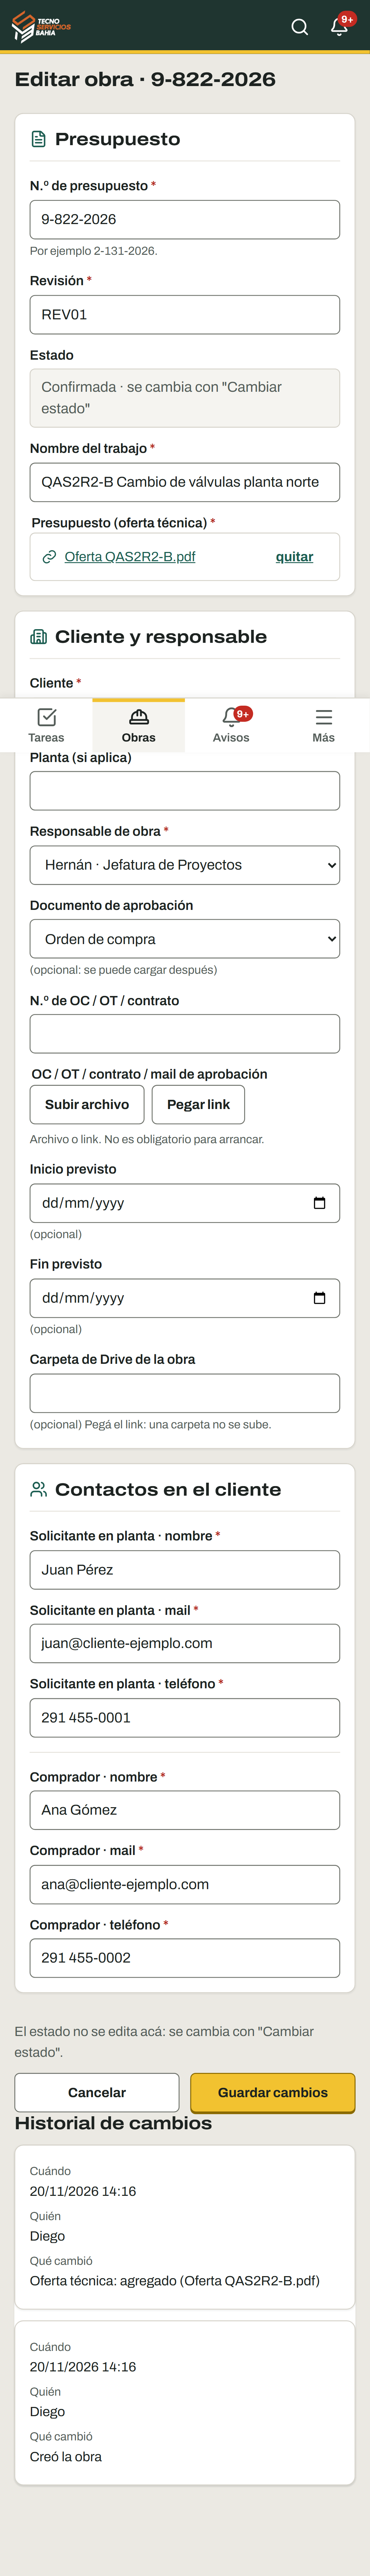 TECNO
SERVICIOS
BAHIA
9+
Editar obra · 9-822-2026
Presupuesto
N.º de presupuesto *
9-822-2026
Por ejemplo 2-131-2026.
Revisión *
REV01
Estado
Confirmada · se cambia con "Cambiar
estado"
Nombre del trabajo *
QAS2R2-B Cambio de válvulas planta norte
Presupuesto (oferta técnica) *
Oferta QAS2R2-B.pdf quitar
Cliente y responsable
Cliente *
9+
Tareas Obras Avisos Más
Planta (si aplica)
Responsable de obra *
Hernán · Jefatura de Proyectos
Documento de aprobación
Orden de compra
(opcional: se puede cargar después)
N.º de OC / OT / contrato
OC / OT / contrato / mail de aprobación
Subir archivo Pegar link
Archivo o link. No es obligatorio para arrancar.
Inicio previsto
dd/mm/yyyy
(opcional)
Fin previsto
dd/mm/yyyy
(opcional)
Carpeta de Drive de la obra
(opcional) Pegá el link: una carpeta no se sube.
Contactos en el cliente
Solicitante en planta · nombre *
Juan Pérez
Solicitante en planta · mail *
juan@cliente-ejemplo.com
Solicitante en planta · teléfono *
291 455-0001
Comprador · nombre *
Ana Gómez
Comprador · mail *
ana@cliente-ejemplo.com
Comprador · teléfono *
291 455-0002
El estado no se edita acá: se cambia con "Cambiar
estado".
Cancelar Guardar cambios
Historial de cambios
Cuándo
20/11/2026 14:16
Quién
Diego
Qué cambió
Oferta técnica: agregado (Oferta QAS2R2-B.pdf)
Cuándo
20/11/2026 14:16
Quién
Diego
Qué cambió
Creó la obra